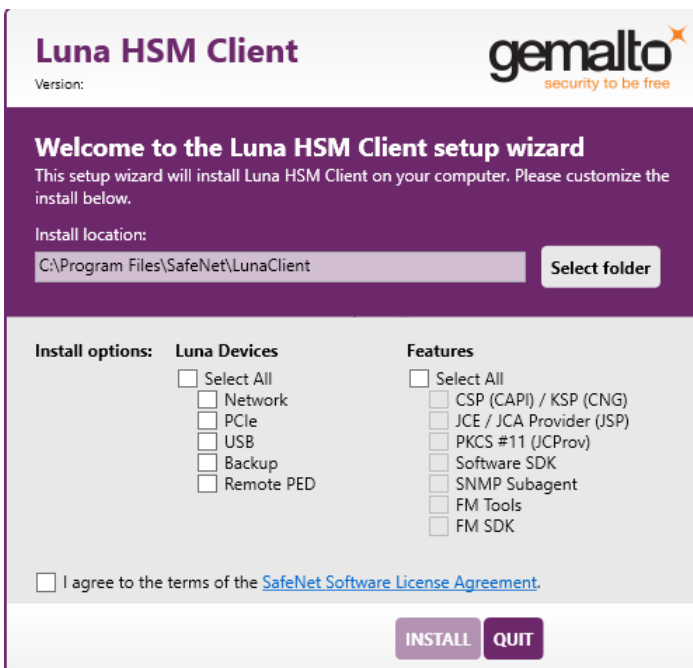 Luna HSM Client
Version:
gemalto
security to be free
Welcome to the Luna HSM Client setup wizard
This setup wizard will install Luna HSM Client on your computer. Please customize the
install below.
Install location:
C:\Program Files\SafeNet\LunaClient
Select folder
Install options:
Luna Devices
Select All
Network
PCIe
USB
Backup
Remote PED
Features
Select All
CSP (CAPI) / KSP (CNG)
JCE / JCA Provider (JSP)
PKCS #11 (JCProv)
Software SDK
SNMP Subagent
FM Tools
FM SDK
I agree to the terms of the SafeNet Software License Agreement.
INSTALL
QUIT